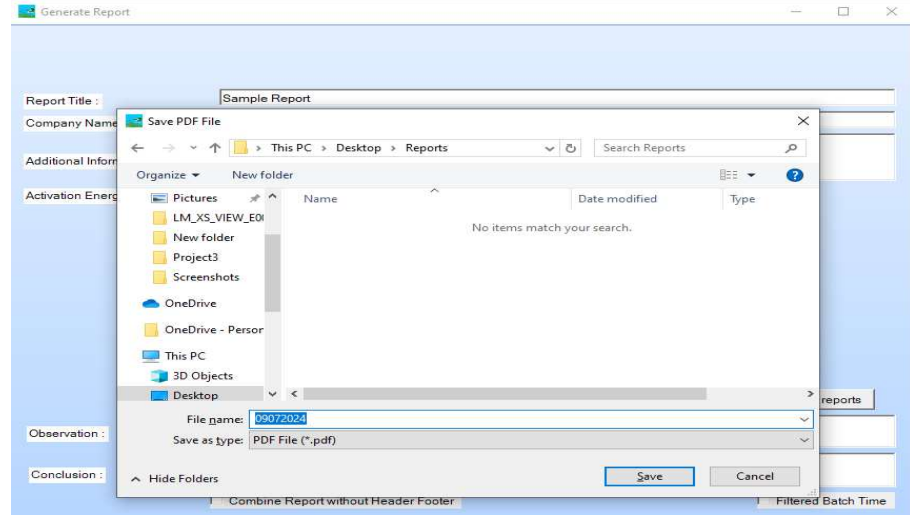 Generate Report
Report Title :
Sample Report
Company Name
Save PDF File
This PC > Desktop > Reports
Search Reports
Additional Inforr
Organize
New folder
Activation Energ
Name
Date modified
Type
Pictures
LM_XS_VIEW_E0
No items match your search.
New folder
Project3
Screenshots
OneDrive
OneDrive - Person
This PC
3D Objects
Desktop
reports
File name: 09072024
Observation :
Save as type: PDF File (*.pdf)
Conclusion :
Hide Folders
Save
Cancel
Combine Report without Header Footer
Filtered Batch Time